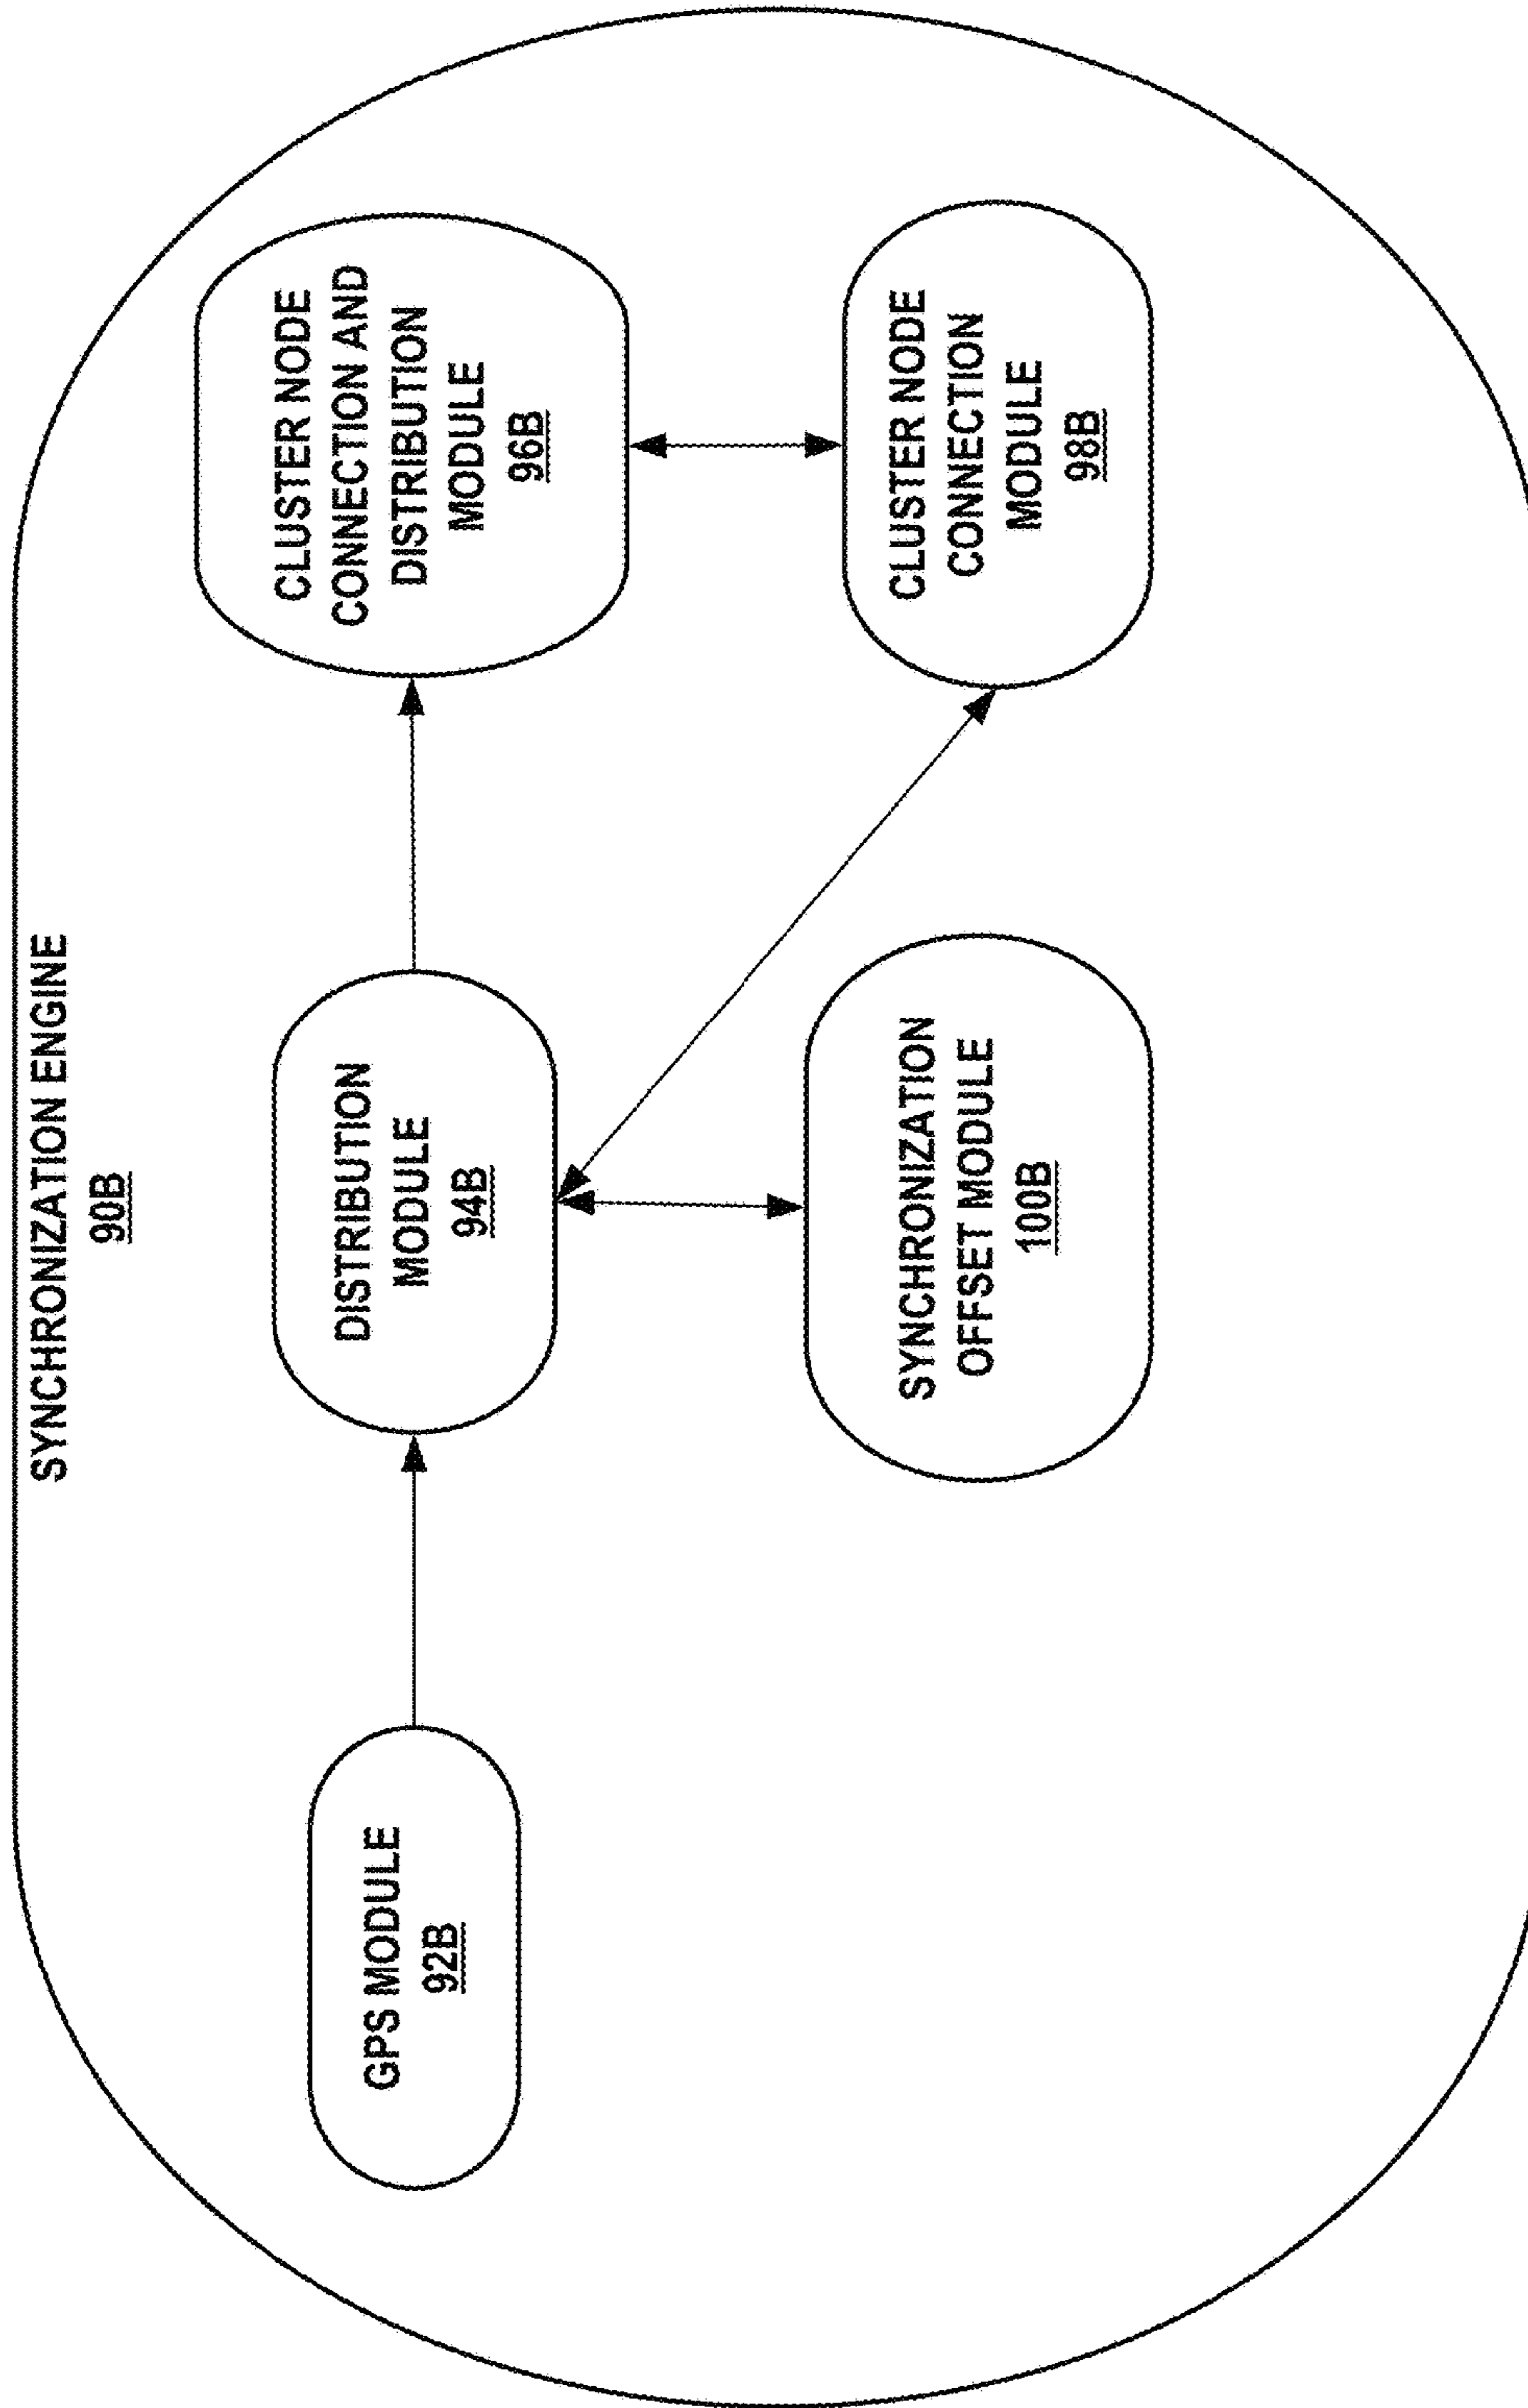 SYNCHRONIZATION ENGINE
90B
GPS MODULE
92B
DISTRIBUTION
MODULE
94B
CLUSTER NODE
CONNECTION AND
DISTRIBUTION
MODULE
96B
SYNCHRONIZATION
OFFSET MODULE
100B
CLUSTER NODE
CONNECTION
MODULE
98B